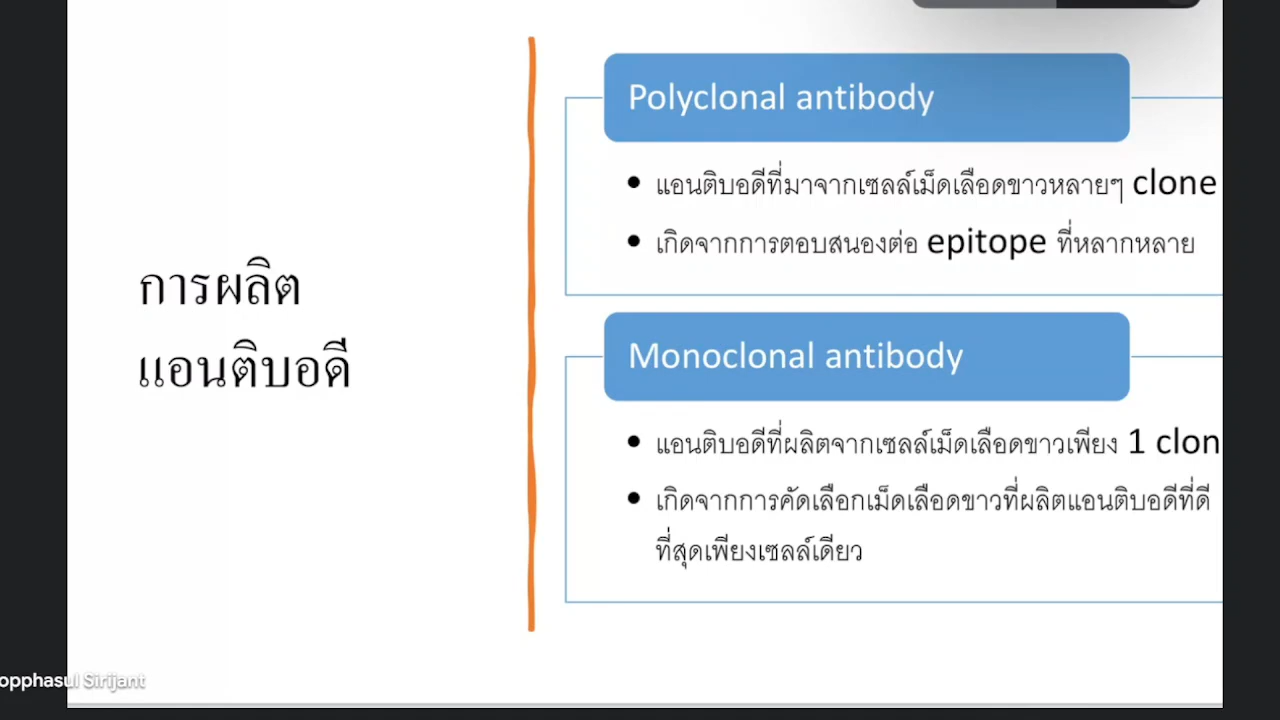 การผลิต
แอนติบอดี
Polyclonal antibody
แอนติบอดีที่มาจากเซลล์เม็ดเลือดขาวหลายๆ clone
เกิดจากการตอบสนองต่อ epitope ที่หลากหลาย
Monoclonal antibody
แอนติบอดีที่ผลิตจากเซลล์เม็ดเลือดขาวเพียง 1 clon
เกิดจากการคัดเลือกเม็ดเลือดขาวที่ผลิตแอนติบอดีที่ดี
ที่สุดเพียงเซลล์เดียว
opphasul Sirijant